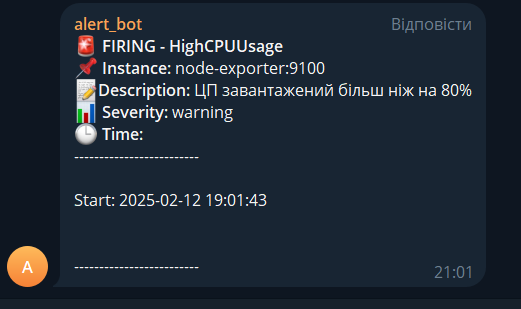 alert_bot Відповісти
🚨 FIRING - HighCPUUsage
📌 Instance: node-exporter:9100
📝Description: ЦП завантажений більш ніж на 80%
📊 Severity: warning
🕒 Time:
-------------------------
Start: 2025-02-12 19:01:43
-------------------------
A
21:01